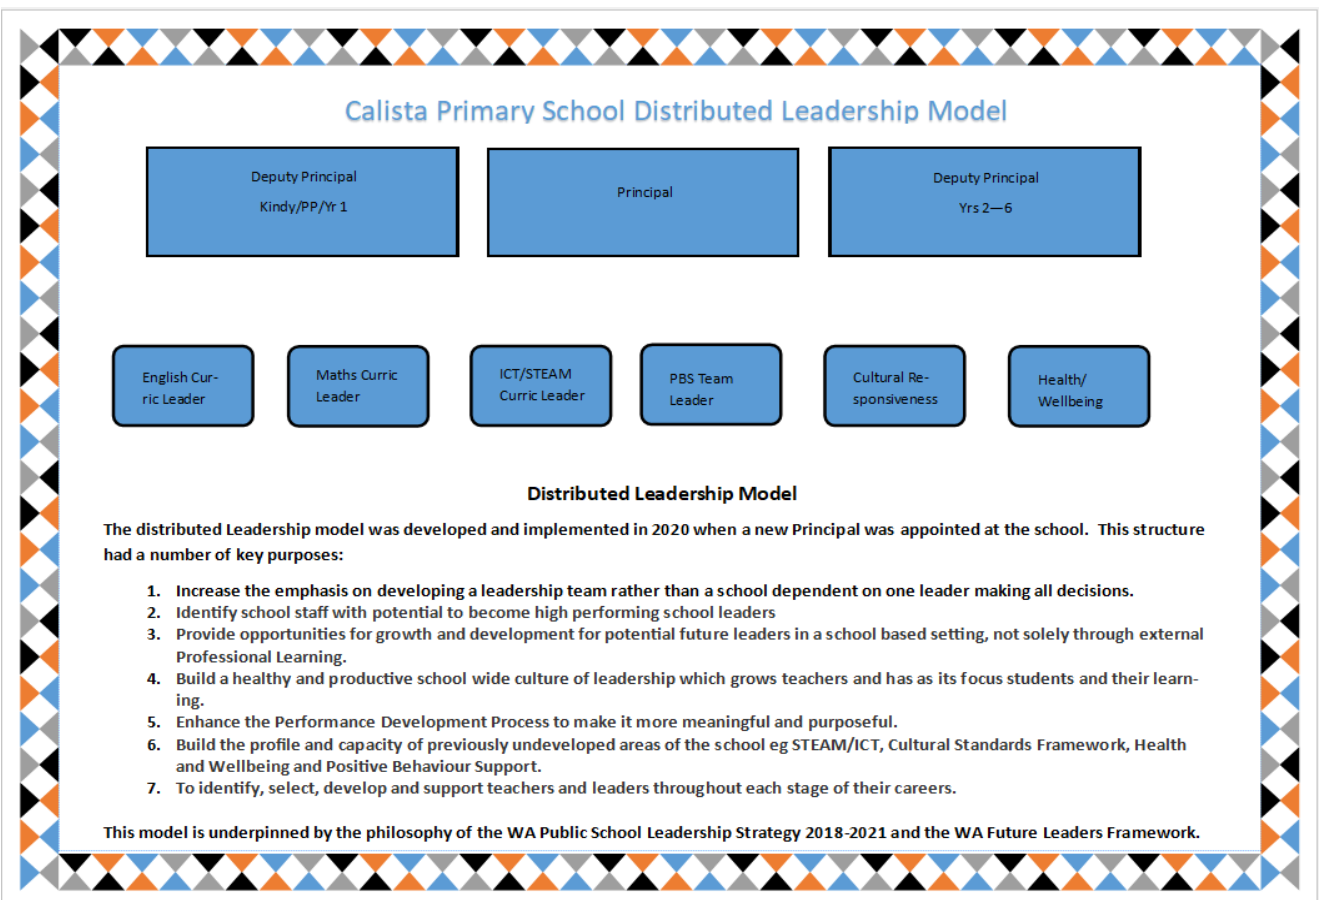 Calista Primary School Distributed Leadership Model
Deputy Principal
Kindy/PP/Yr 1
Principal
Deputy Principal
Yrs 2—6
English Cur-
ric Leader
Maths Curric
Leader
ICT/STEAM
Curric Leader
PBS Team
Leader
Cultural Re-
sponsiveness
Health/
Wellbeing
Distributed Leadership Model
The distributed Leadership model was developed and implemented in 2020 when a new Principal was appointed at the school.  This structure
had a number of key purposes:
1. Increase the emphasis on developing a leadership team rather than a school dependent on one leader making all decisions.
2. Identify school staff with potential to become high performing school leaders
3. Provide opportunities for growth and development for potential future leaders in a school based setting, not solely through external
Professional Learning.
4. Build a healthy and productive school wide culture of leadership which grows teachers and has as its focus students and their learn-
ing.
5. Enhance the Performance Development Process to make it more meaningful and purposeful.
6. Build the profile and capacity of previously undeveloped areas of the school eg STEAM/ICT, Cultural Standards Framework, Health
and Wellbeing and Positive Behaviour Support.
7. To identify, select, develop and support teachers and leaders throughout each stage of their careers.
This model is underpinned by the philosophy of the WA Public School Leadership Strategy 2018-2021 and the WA Future Leaders Framework.